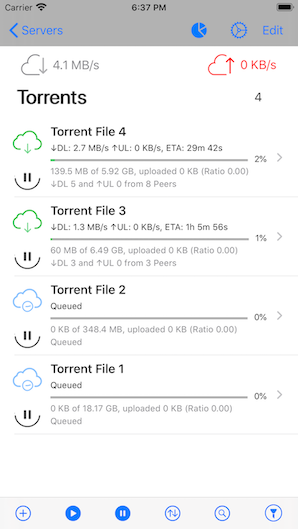 Carrier 6:37 PM
Servers Edit
4.1 MB/s 0 KB/s
Torrents 4
Torrent File 4
↓DL: 2.7 MB/s ↑UL: 0 KB/s, ETA: 29m 42s
2%
139.5 MB of 5.92 GB, uploaded 0 KB (Ratio 0.00)
↓DL 5 and ↑UL 0 from 8 Peers
Torrent File 3
↓DL: 1.3 MB/s ↑UL: 0 KB/s, ETA: 1h 5m 56s
1%
60 MB of 6.49 GB, uploaded 0 KB (Ratio 0.00)
↓DL 3 and ↑UL 0 from 3 Peers
Torrent File 2
Queued
0%
0 KB of 348.4 MB, uploaded 0 KB (Ratio 0.00)
Queued
Torrent File 1
Queued
0%
0 KB of 18.17 GB, uploaded 0 KB (Ratio 0.00)
Queued